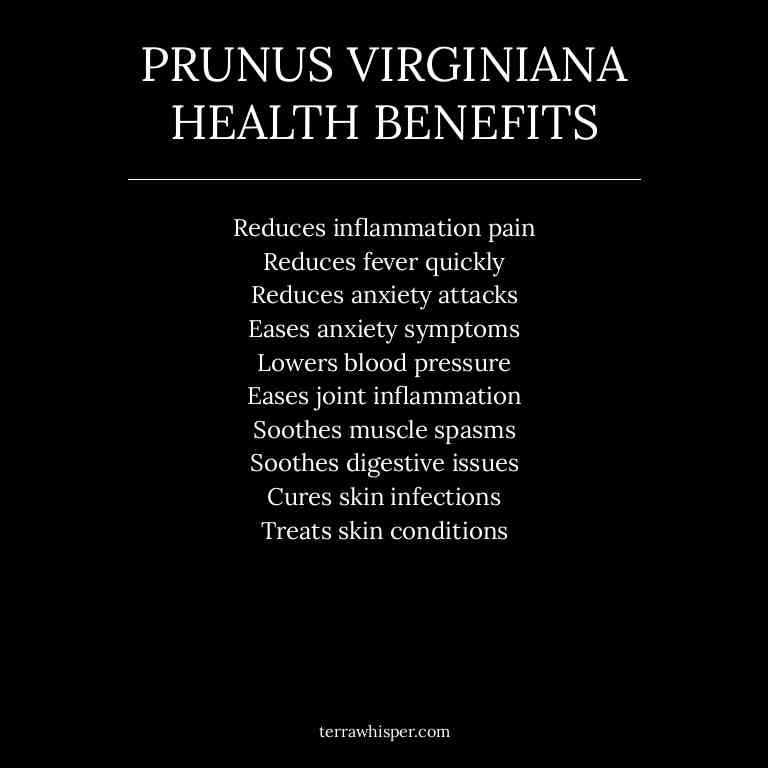 PRUNUS VIRGINIANA
HEALTH BENEFITS
Reduces inflammation pain
Reduces fever quickly
Reduces anxiety attacks
Eases anxiety symptoms
Lowers blood pressure
Eases joint inflammation
Soothes muscle spasms
Soothes digestive issues
Cures skin infections
Treats skin conditions
terrawhisper.com